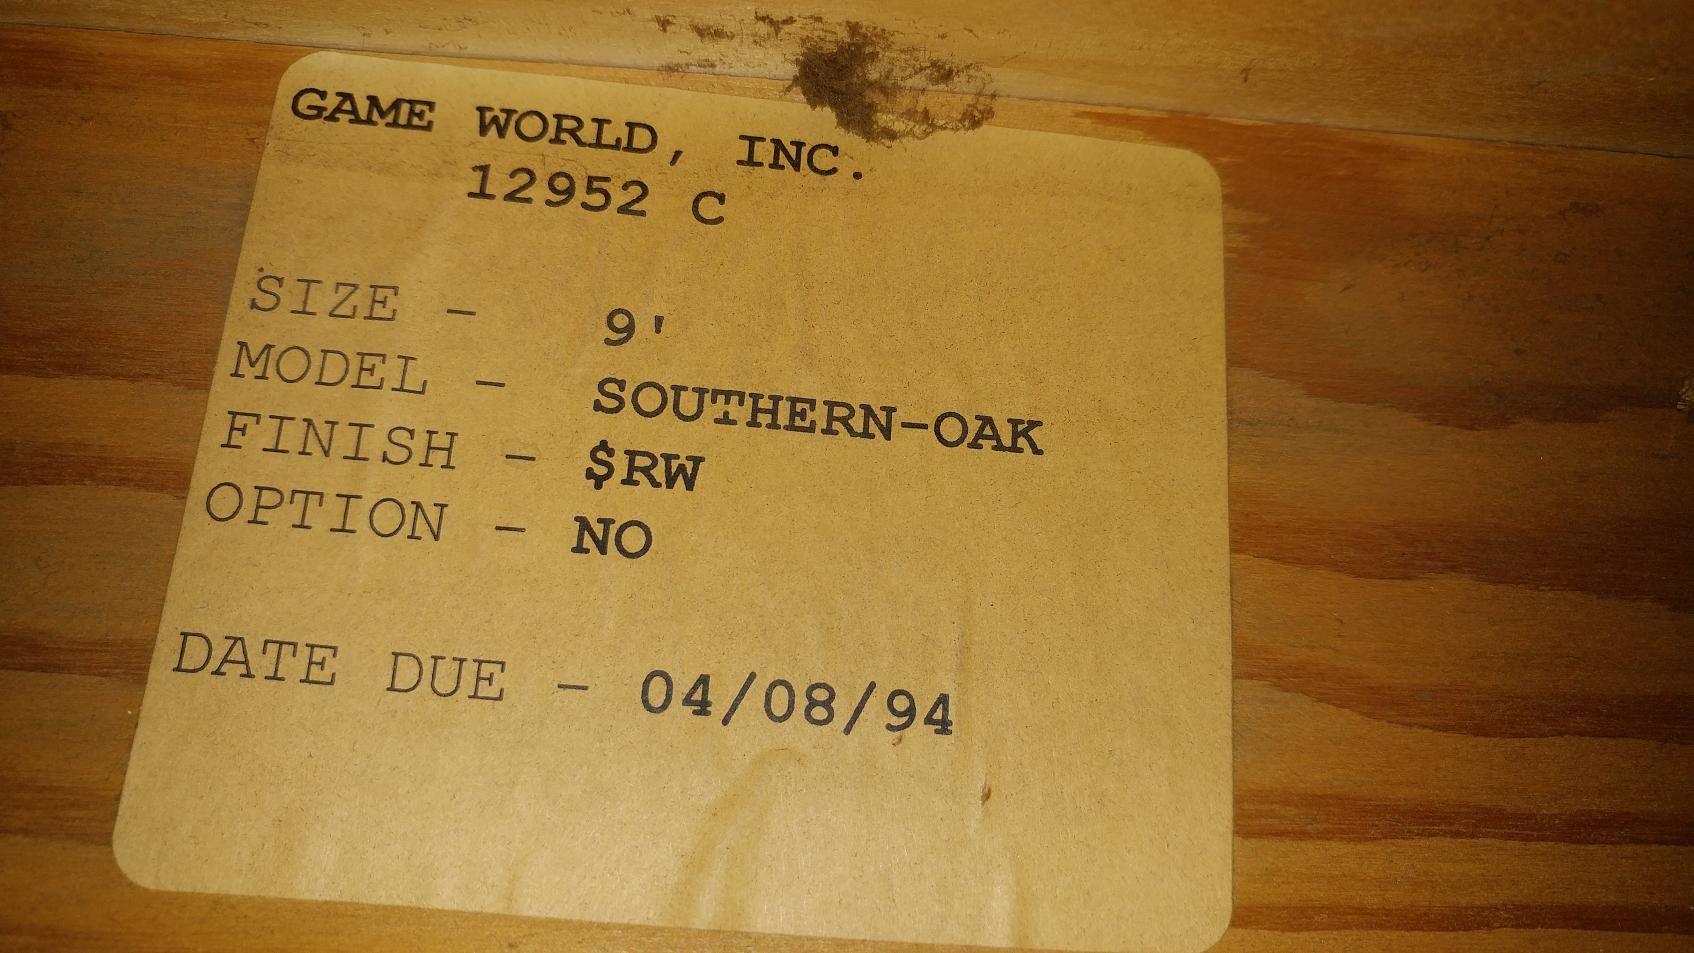 GAME WORLD, INC.
12952 C
SIZE - 9'
MODEL - SOUTHERN-OAK
FINISH - $RW
OPTION - NO
DATE DUE - 04/08/94